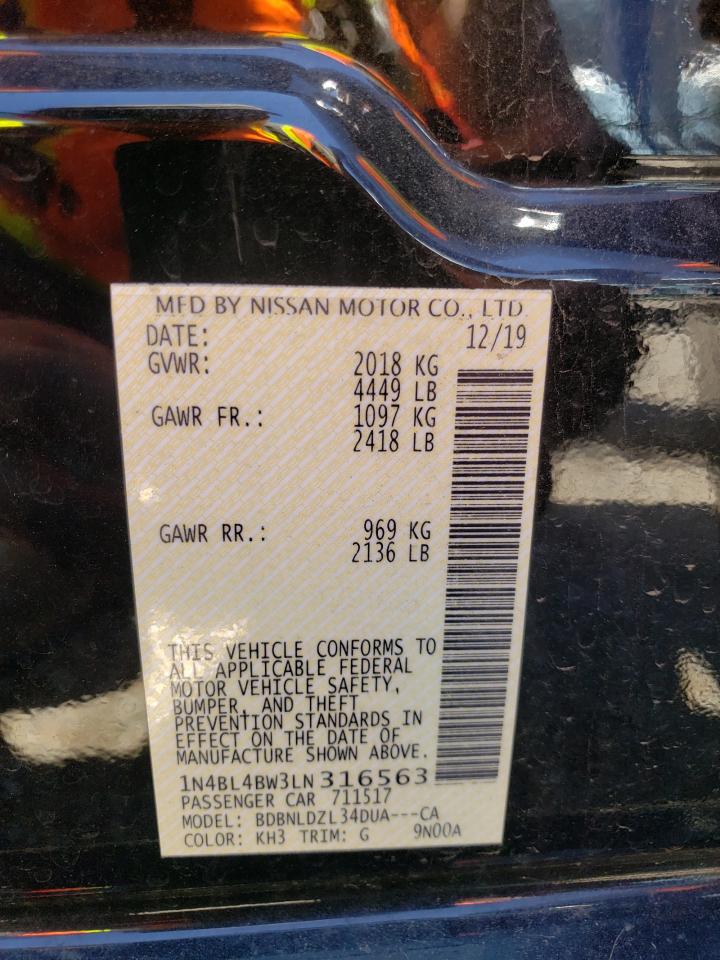 MFD BY NISSAN MOTOR CO., LTD.
DATE: 12/19
GVWR: 2018 KG
4449 LB
GAWR FR.: 1097 KG
2418 LB
GAWR RR.: 969 KG
2136 LB
THIS VEHICLE CONFORMS TO
ALL APPLICABLE FEDERAL
MOTOR VEHICLE SAFETY,
BUMPER, AND THEFT
PREVENTION STANDARDS IN
EFFECT ON THE DATE OF
MANUFACTURE SHOWN ABOVE.
1N4BL4BW3LN316563
PASSENGER CAR 711517
MODEL: BDBNLDZL34DUA---CA
COLOR: KH3 TRIM: G 9N00A